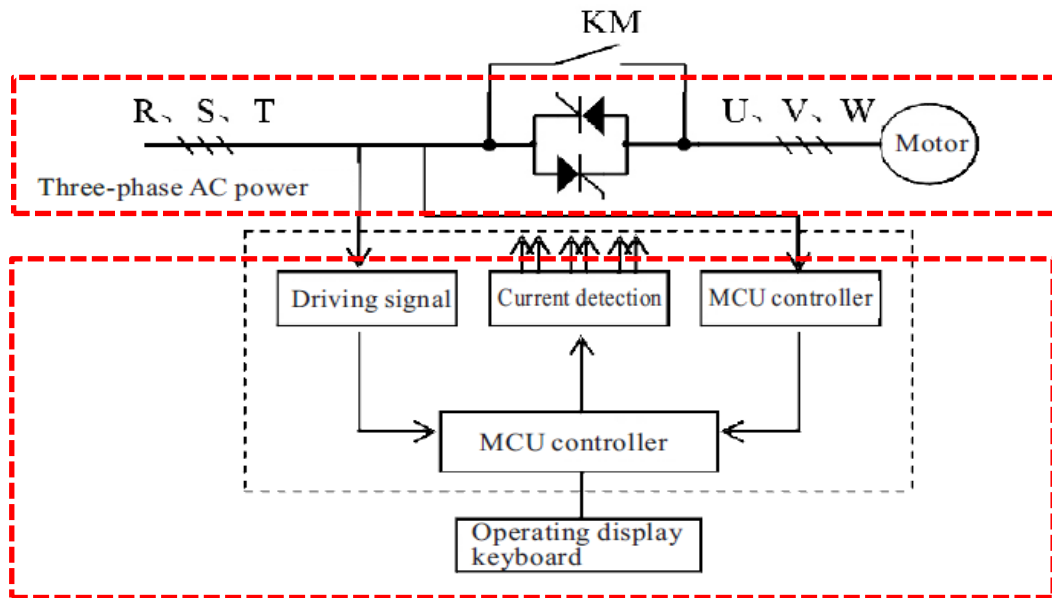 KM
R、S、T
U、V、W
Motor
Three-phase AC power
Driving signal
Current detection
MCU controller
MCU controller
Operating display
keyboard